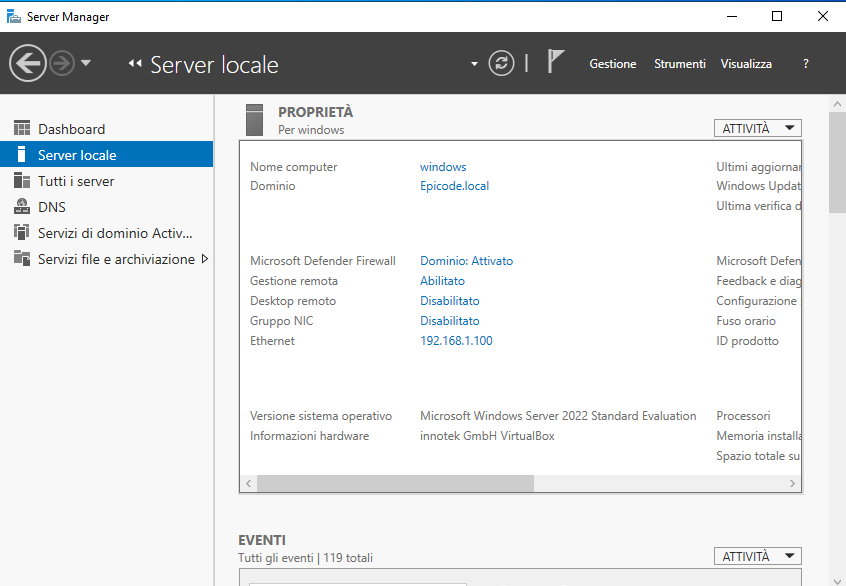 Server Manager
Server locale
Gestione Strumenti Visualizza ?
Dashboard
Server locale
Tutti i server
DNS
Servizi di dominio Activ...
Servizi file e archiviazione
PROPRIETÀ
Per windows
ATTIVITÀ
Nome computer windows Ultimi aggiornar
Dominio Epicode.local Windows Updat
Ultima verifica d
Microsoft Defender Firewall Dominio: Attivato Microsoft Defen
Gestione remota Abilitato Feedback e diag
Desktop remoto Disabilitato Configurazione
Gruppo NIC Disabilitato Fuso orario
Ethernet 192.168.1.100 ID prodotto
Versione sistema operativo Microsoft Windows Server 2022 Standard Evaluation Processori
Informazioni hardware innotek GmbH VirtualBox Memoria installa
Spazio totale su
EVENTI
Tutti gli eventi | 119 totali
ATTIVITÀ